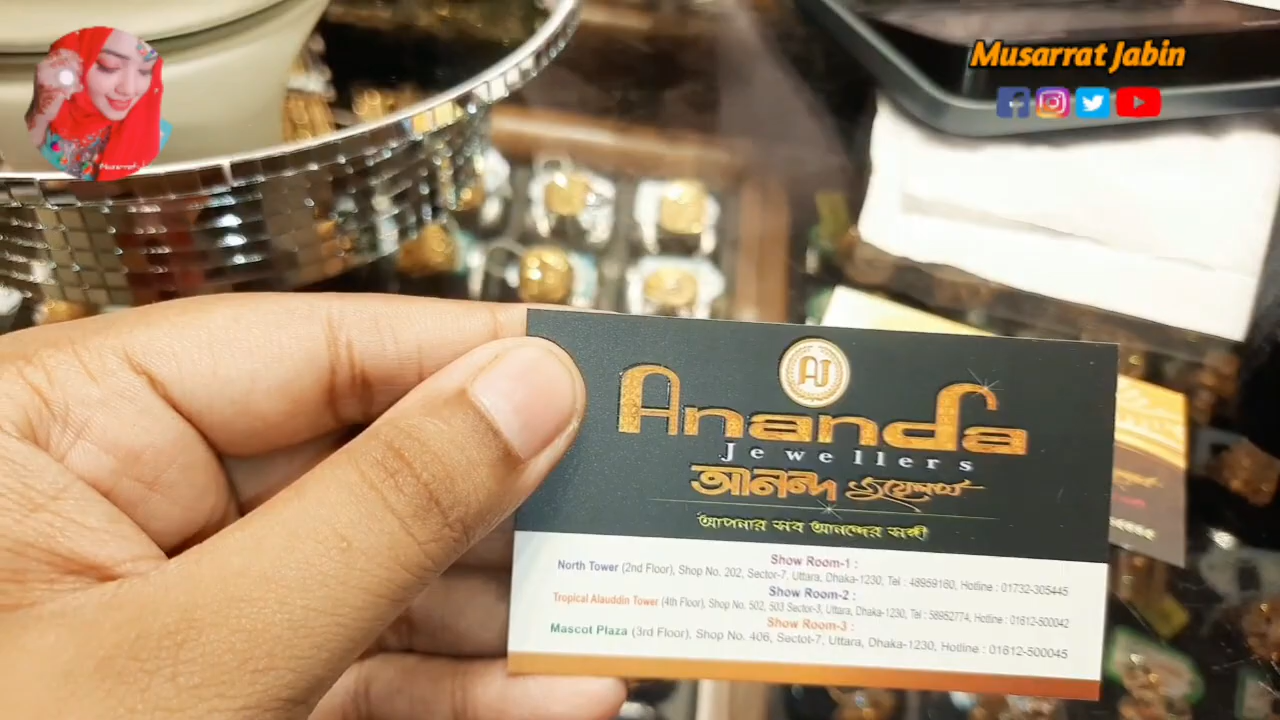 Musarrat Jabin
AJ
Ananda
Jewellers
আনন্দ জুয়েলার্স
আপনার সব আনন্দের সঙ্গী
Show Room-1 :
North Tower (2nd Floor), Shop No. 202, Sector-7, Uttara, Dhaka-1230, Tel : 48959160, Hotline : 01732-305445
Show Room-2 :
Tropical Alauddin Tower (4th Floor), Shop No. 502, 503 Sector-3, Uttara, Dhaka-1230, Tel : 58952774, Hotline : 01612-500042
Show Room-3 :
Mascot Plaza (3rd Floor), Shop No. 406, Sectot-7, Uttara, Dhaka-1230, Hotline : 01612-500045